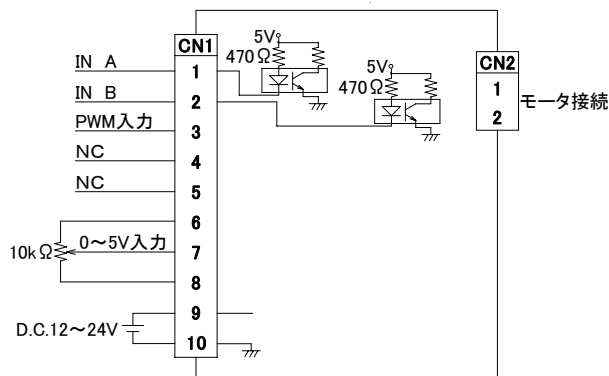 5V
CN1
470Ω
5V
CN2
IN A
1
470Ω
1
IN B
2
モータ接続
2
PWM入力
3
NC
4
NC
5
6
10kΩ
0～5V入力
7
8
9
D.C.12～24V
10